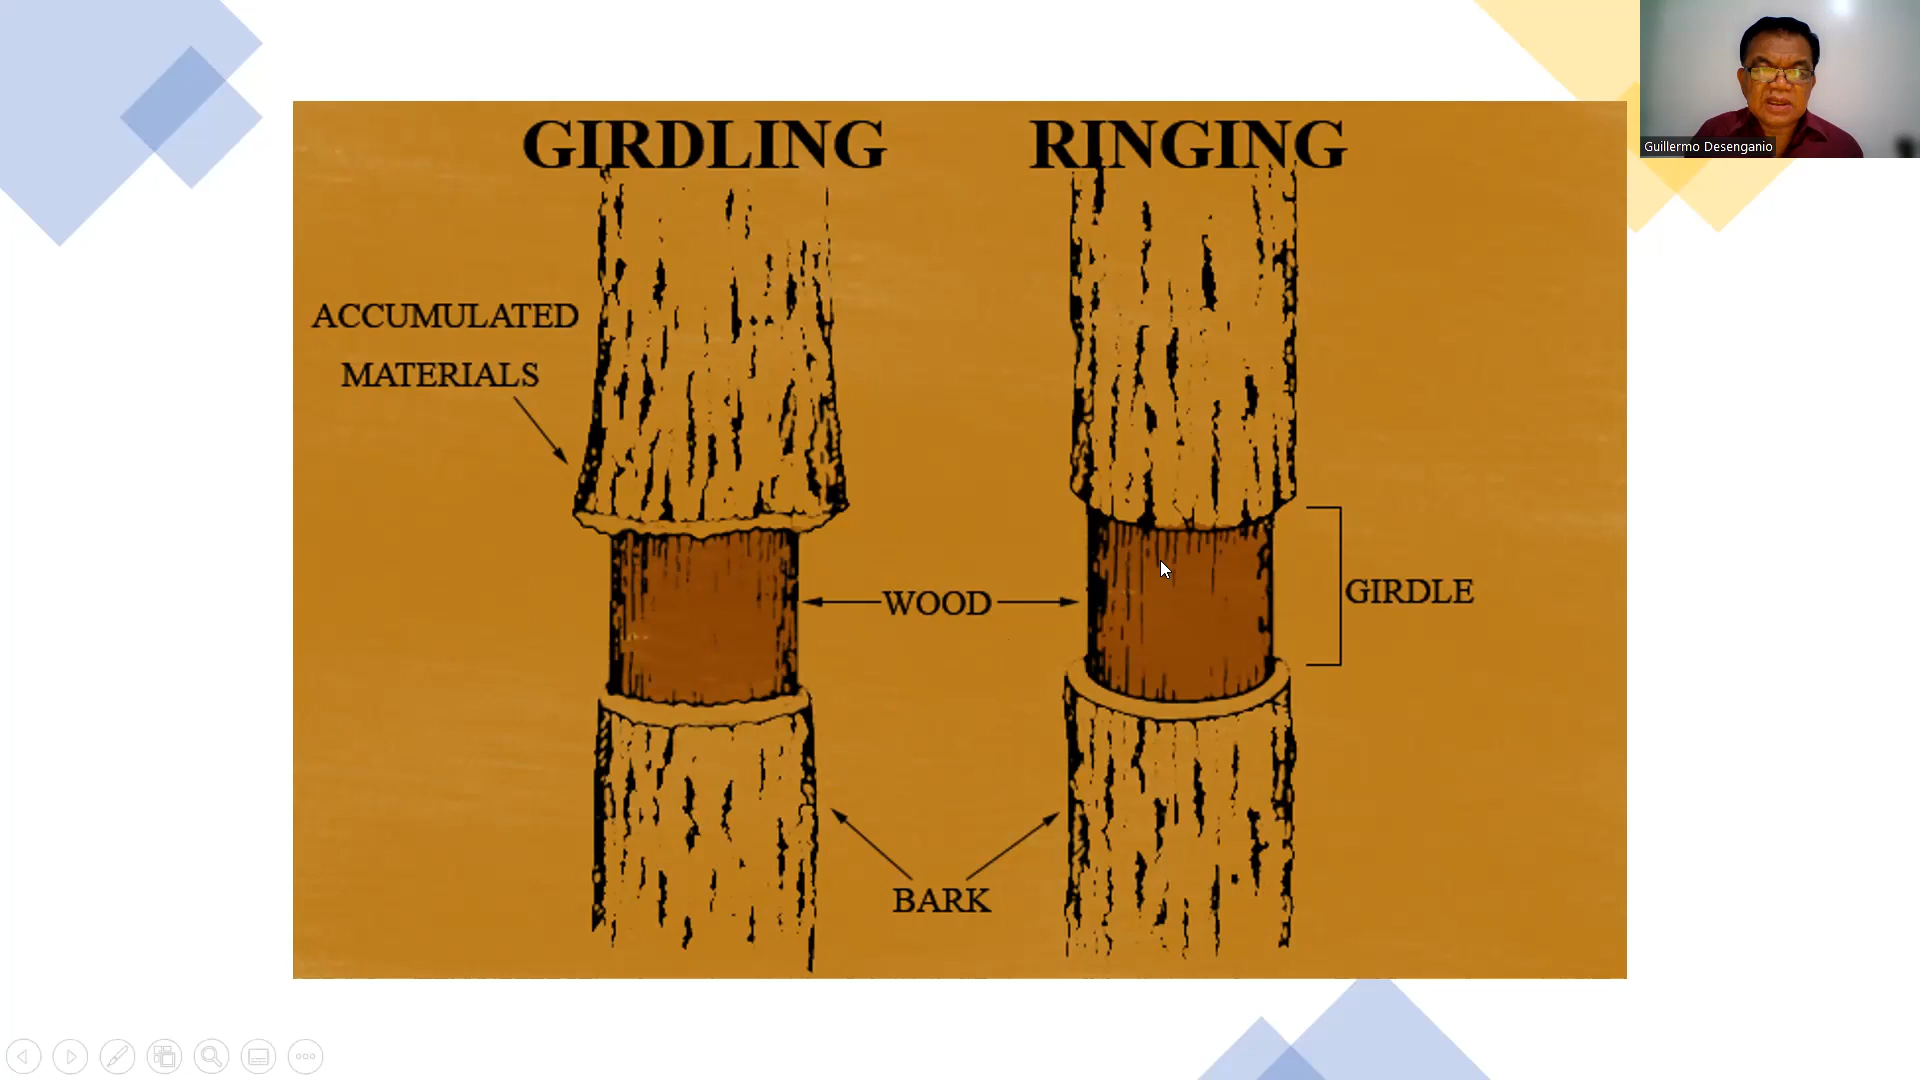 GIRDLING
RINGING
ACCUMULATED
MATERIALS
WOOD
GIRDLE
BARK
Guillermo Desenganio